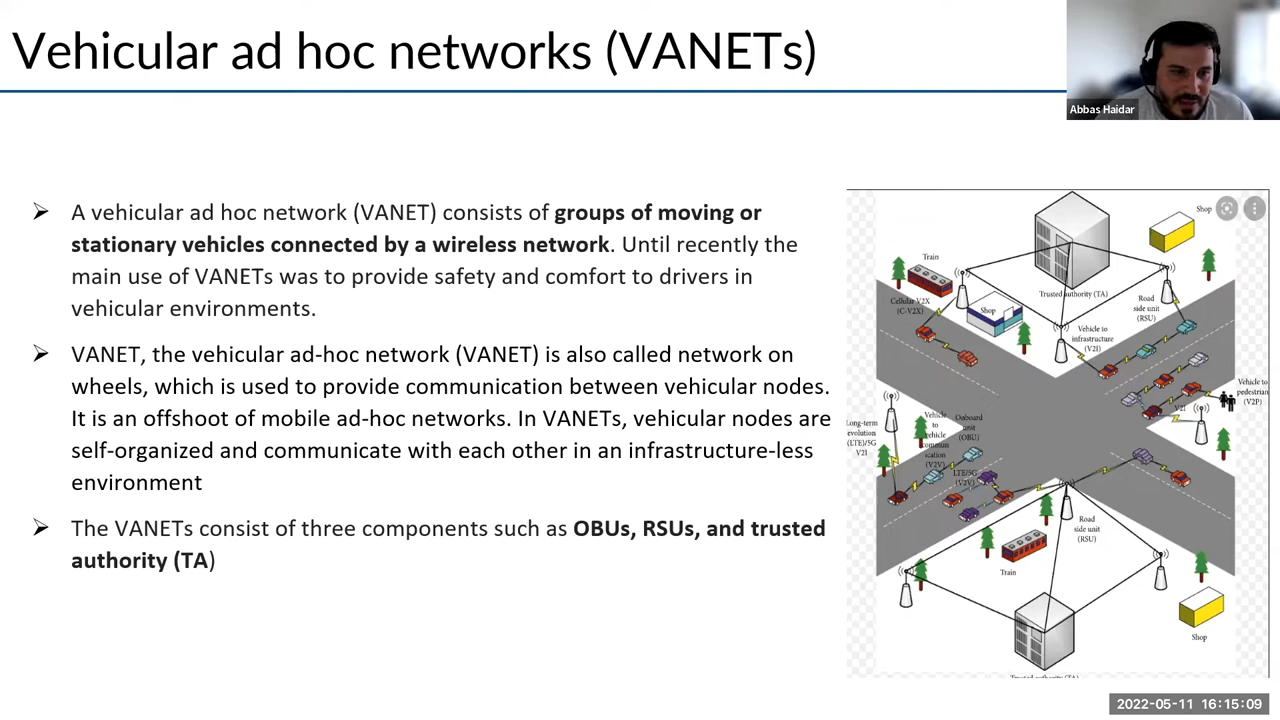 Vehicular ad hoc networks (VANETs)
Abbas Haidar
A vehicular ad hoc network (VANET) consists of groups of moving or
stationary vehicles connected by a wireless network. Until recently the
main use of VANETs was to provide safety and comfort to drivers in
vehicular environments.
VANET, the vehicular ad-hoc network (VANET) is also called network on
wheels, which is used to provide communication between vehicular nodes.
It is an offshoot of mobile ad-hoc networks. In VANETs, vehicular nodes are
self-organized and communicate with each other in an infrastructure-less
environment
The VANETs consist of three components such as OBUs, RSUs, and trusted
authority (TA)
Shop
Train
Trusted authority (TA)
Cellular V2X
(C-V2X)
Shop
Road
side unit
(RSU)
Vehicle to
infrastructure
(V2I)
Vehicle to
pedestrian
(V2P)
V2I
Long-term
evolution
(LTE)/5G
V2I
Vehicle
to
vehicle
commun
ication
(V2V)
Onboard
unit
(OBU)
LTE/5G
(V2V)
Road
side unit
(RSU)
Train
Shop
Trusted authority (TA)
2022-05-11 16:15:09